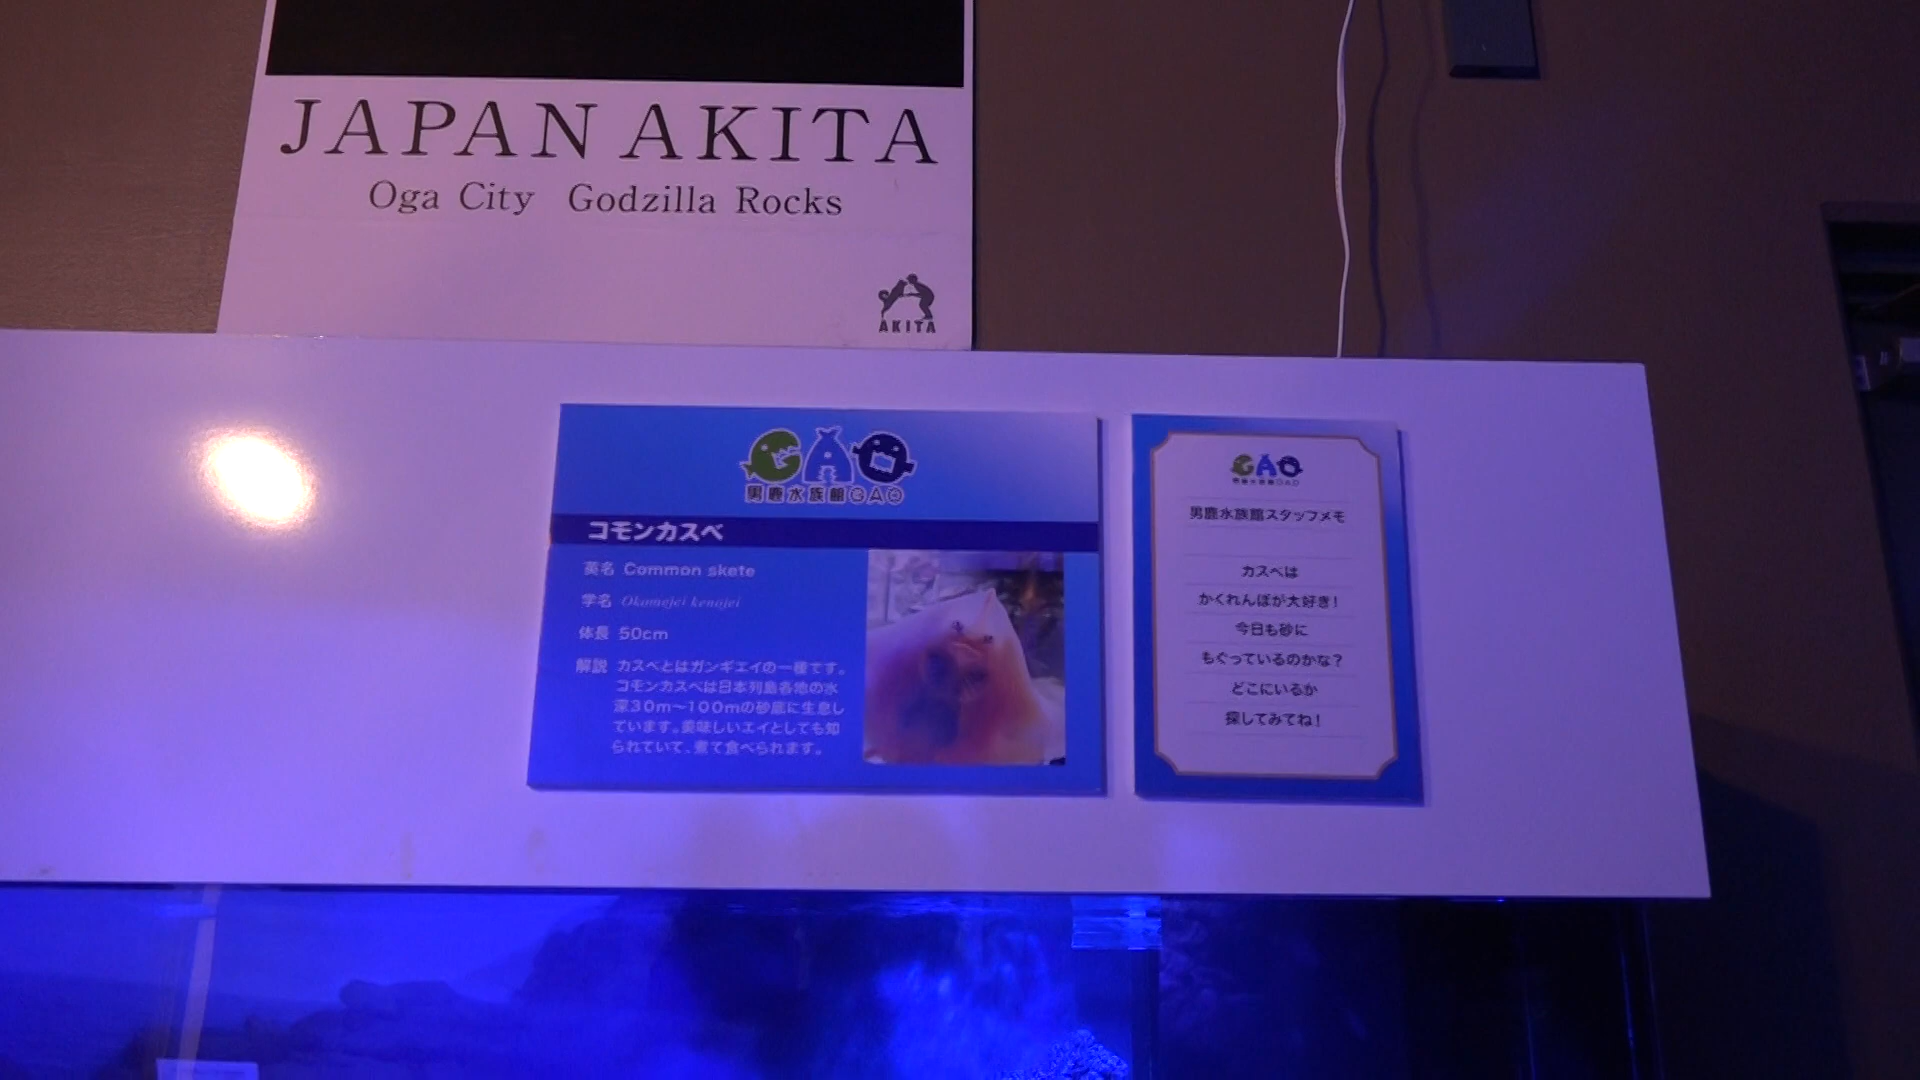 JAPAN AKITA
Oga City Godzilla Rocks
AKITA
GAO
男鹿水族館GAO
コモンカスベ
英名 Common skete
学名 Okamejei kenojei
体長 50cm
解説 カスベとはガンギエイの一種です。
コモンカスベは日本列島各地の水
深30m～100mの砂底に生息し
ています。美味しいエイとしても知
られていて、煮て食べられます。
GAO
男鹿水族館GAO
男鹿水族館スタッフメモ
カスベは
かくれんぼが大好き!
今日も砂に
もぐっているのかな?
どこにいるか
探してみてね!